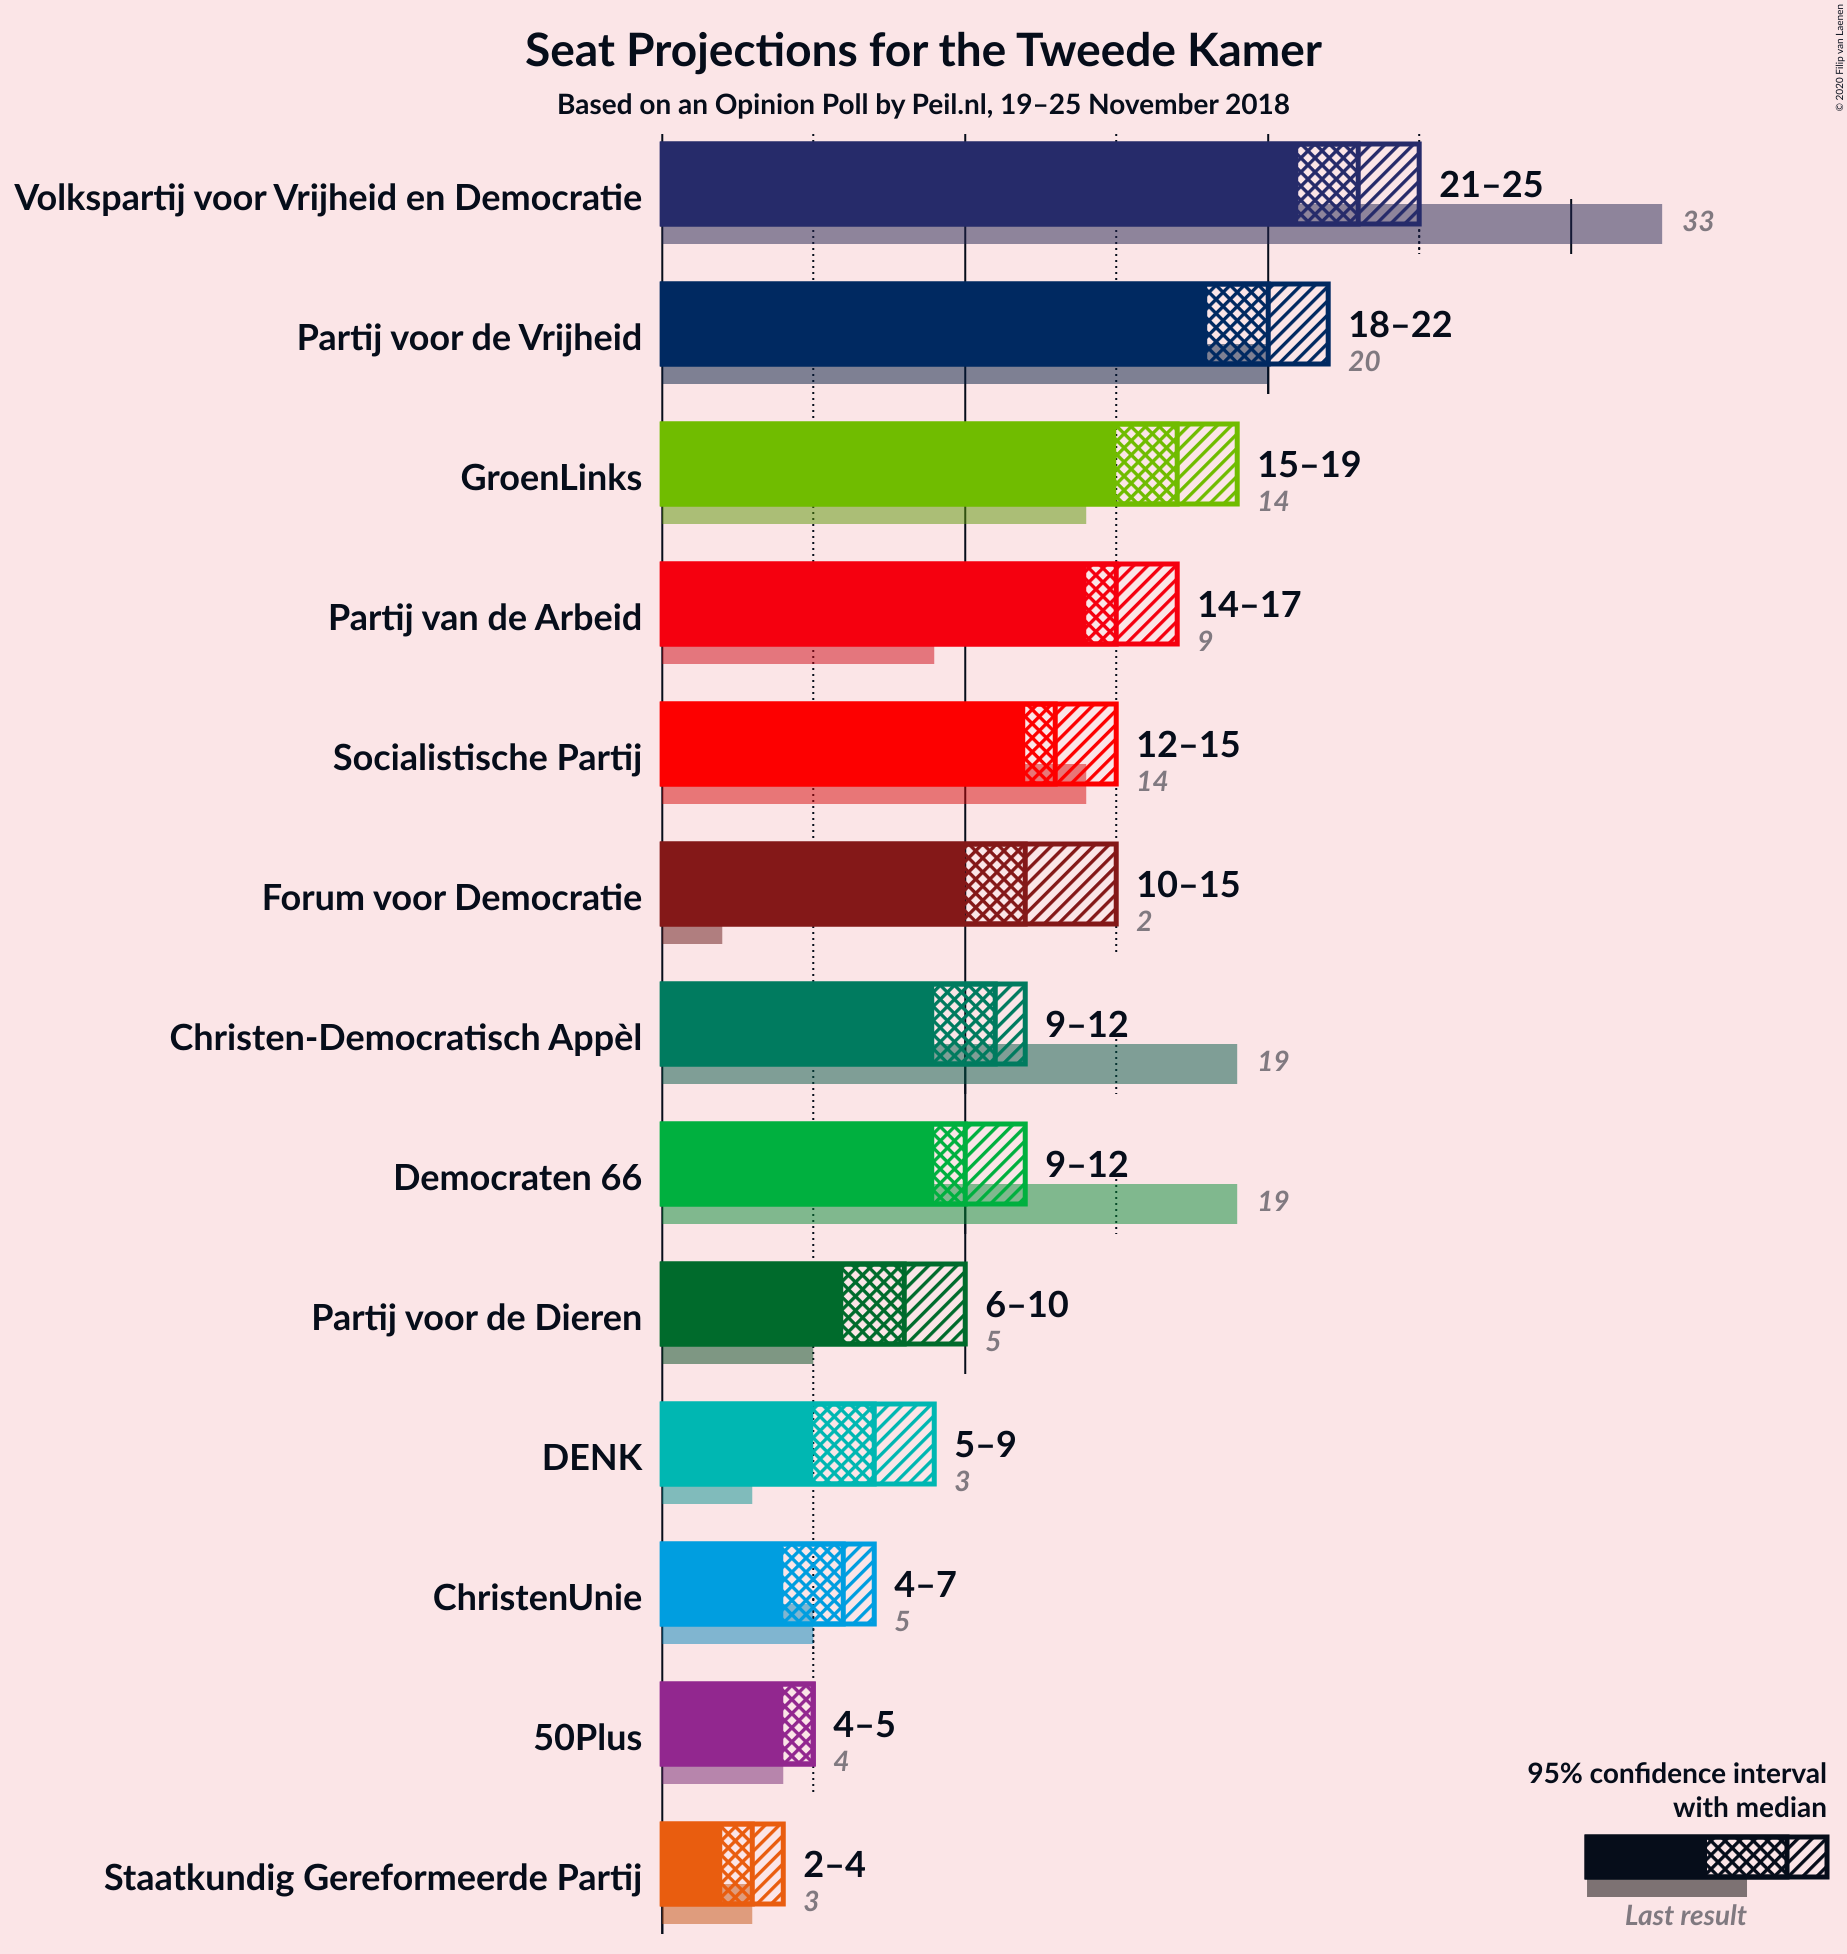 Seat Projections for the Tweede Kamer
Based on an Opinion Poll by Peil.nl, 19–25 November 2018
© 2020 Filip van Laenen
Volkspartij voor Vrijheid en Democratie
21–25
33
Partij voor de Vrijheid
18–22
20
GroenLinks
15–19
14
Partij van de Arbeid
14–17
9
Socialistische Partij
12–15
14
Forum voor Democratie
10–15
2
Christen-Democratisch Appèl
9–12
19
Democraten 66
9–12
19
Partij voor de Dieren
6–10
5
DENK
5–9
3
ChristenUnie
4–7
5
50Plus
4–5
4
Staatkundig Gereformeerde Partij
2–4
3
95% confidence interval
with median
Last result